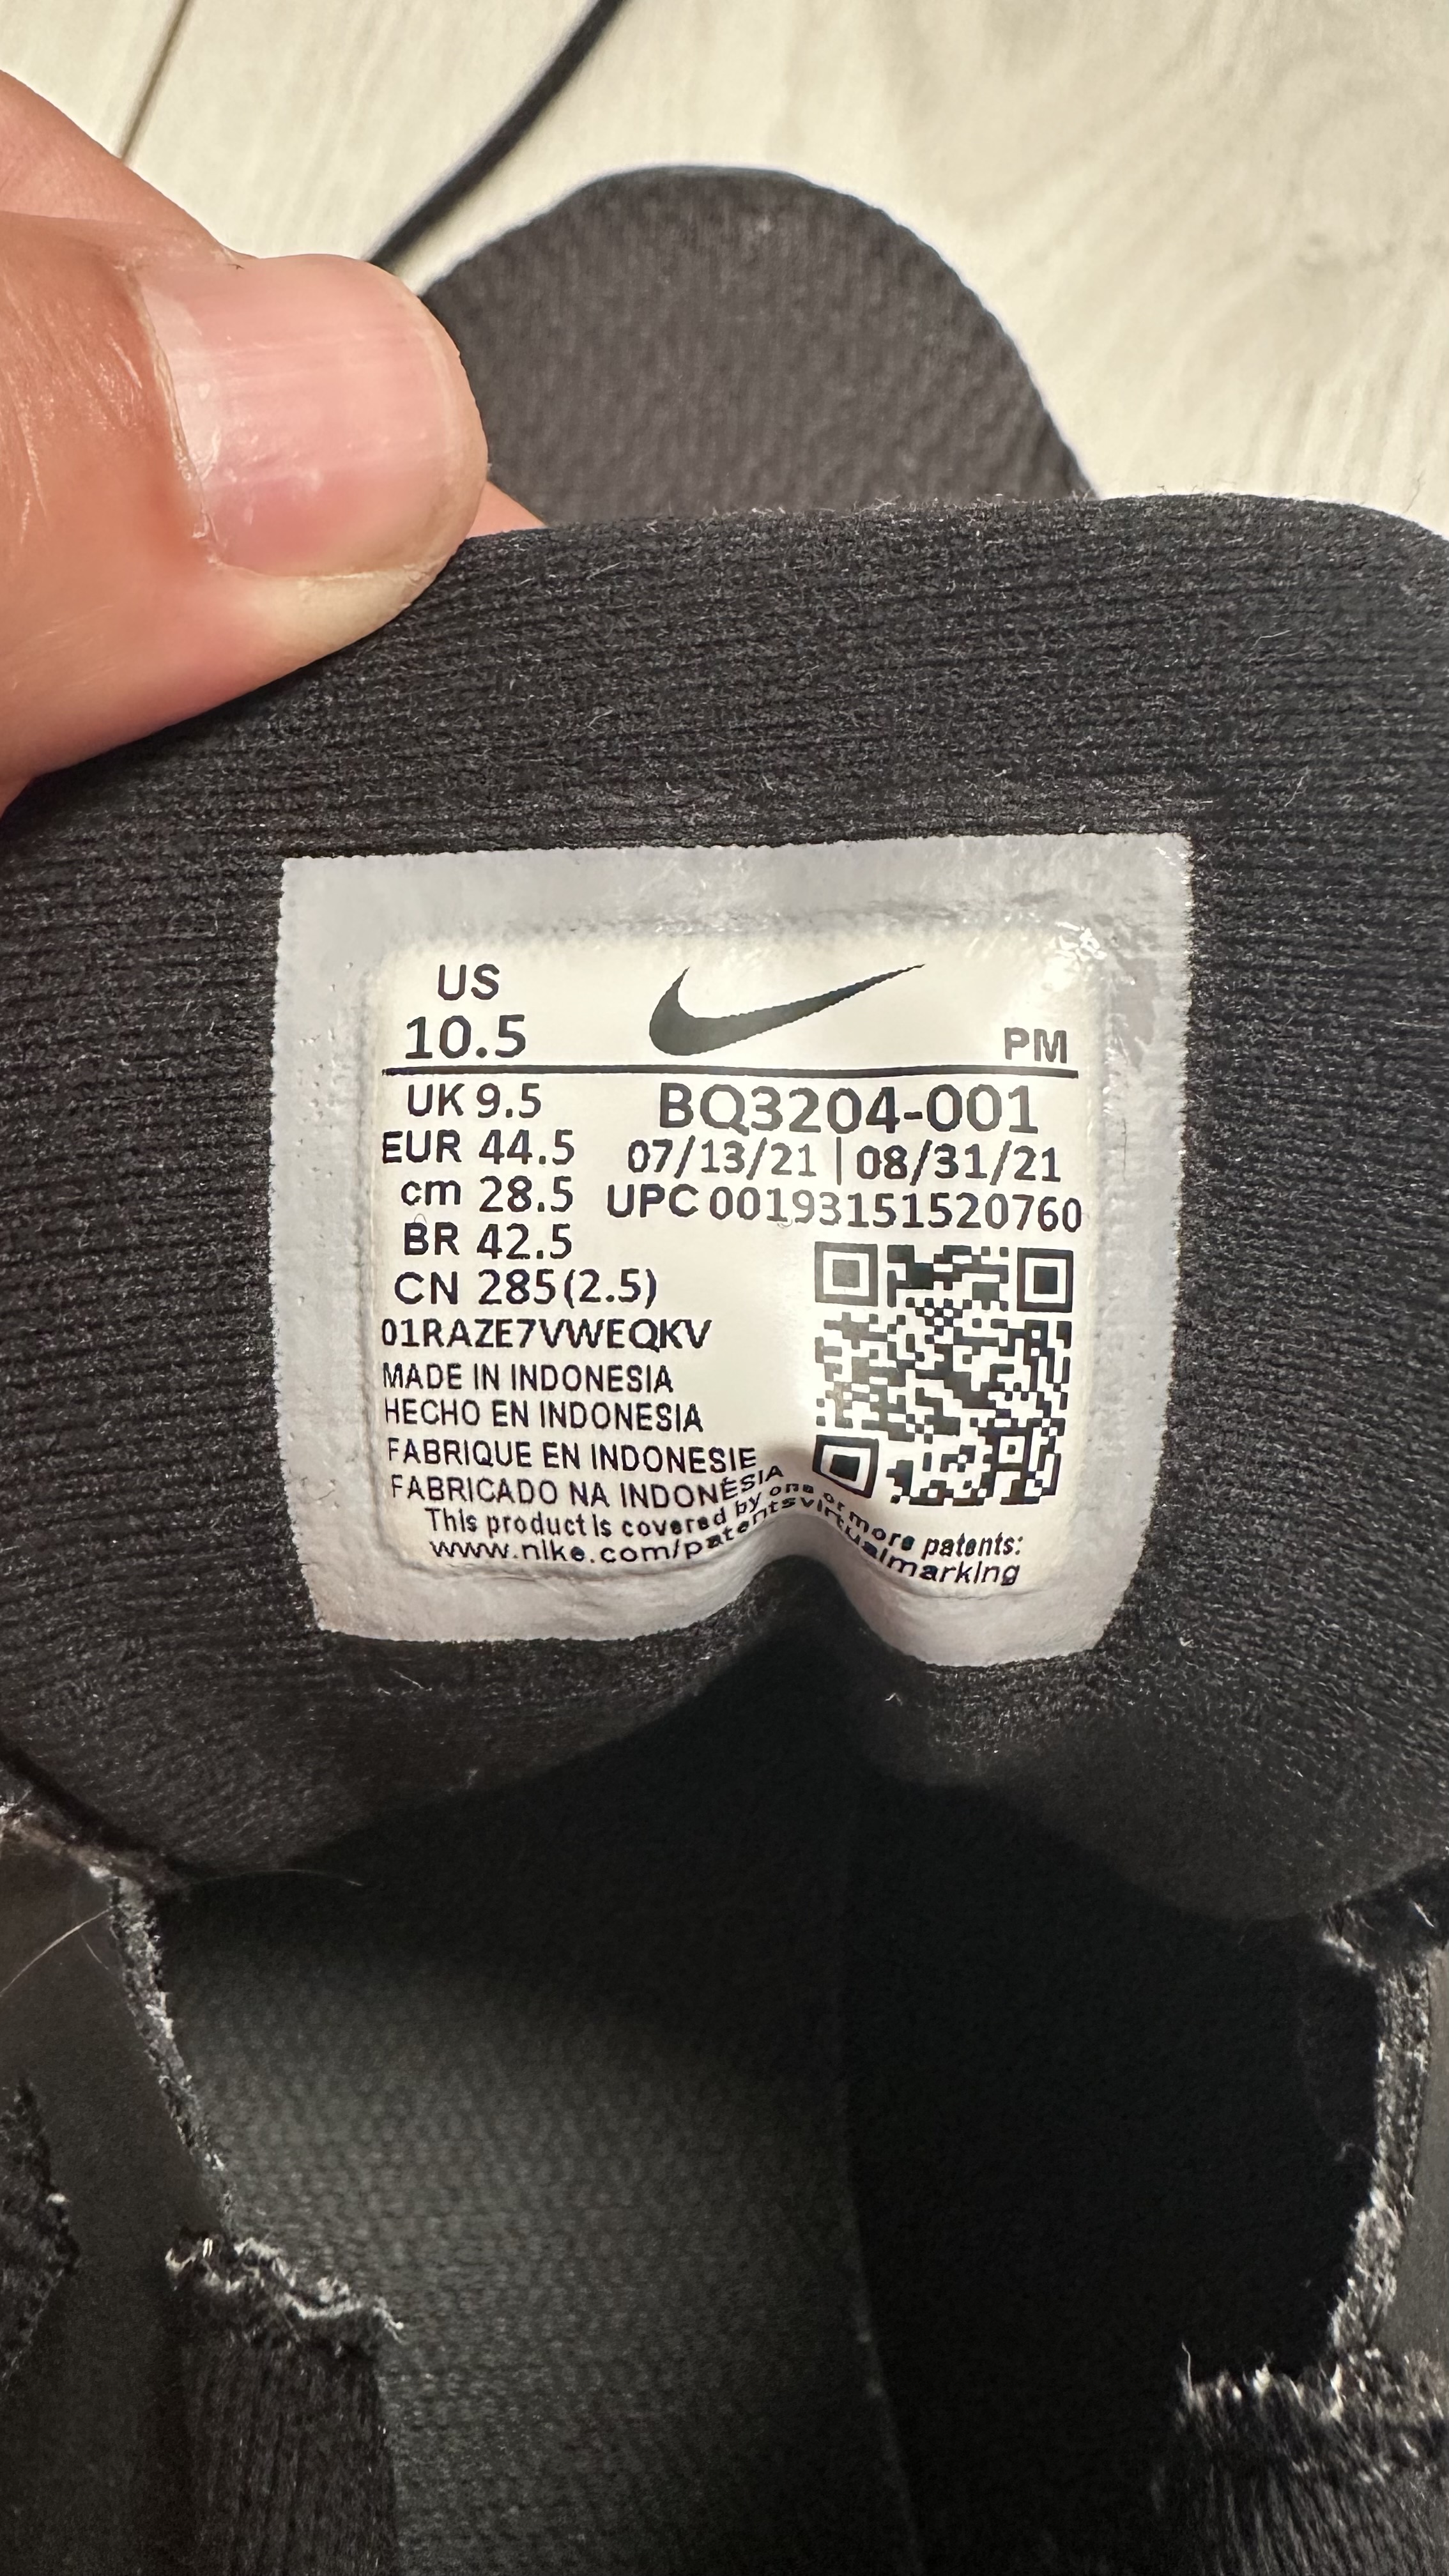 US
10.5
PM
UK 9.5
BQ3204-001
EUR 44.5
07/13/21 | 08/31/21
cm 28.5
UPC 00193151520760
BR 42.5
CN 285(2.5)
01RAZE7VWEQKV
MADE IN INDONESIA
HECHO EN INDONESIA
FABRIQUE EN INDONESIE
FABRICADO NA INDONÉSIA
This product is covered by one or more patents:
www.nike.com/patentsvirtualmarking